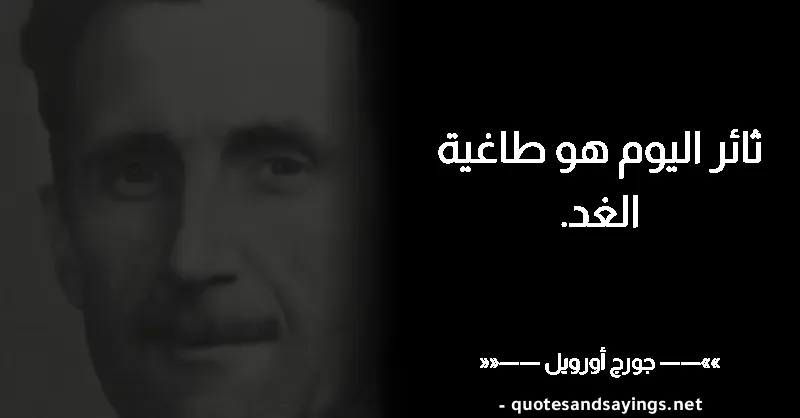 ثائر اليوم هو طاغية
الغد.
»»—— جورج أورويل ——««
- quotesandsayings.net